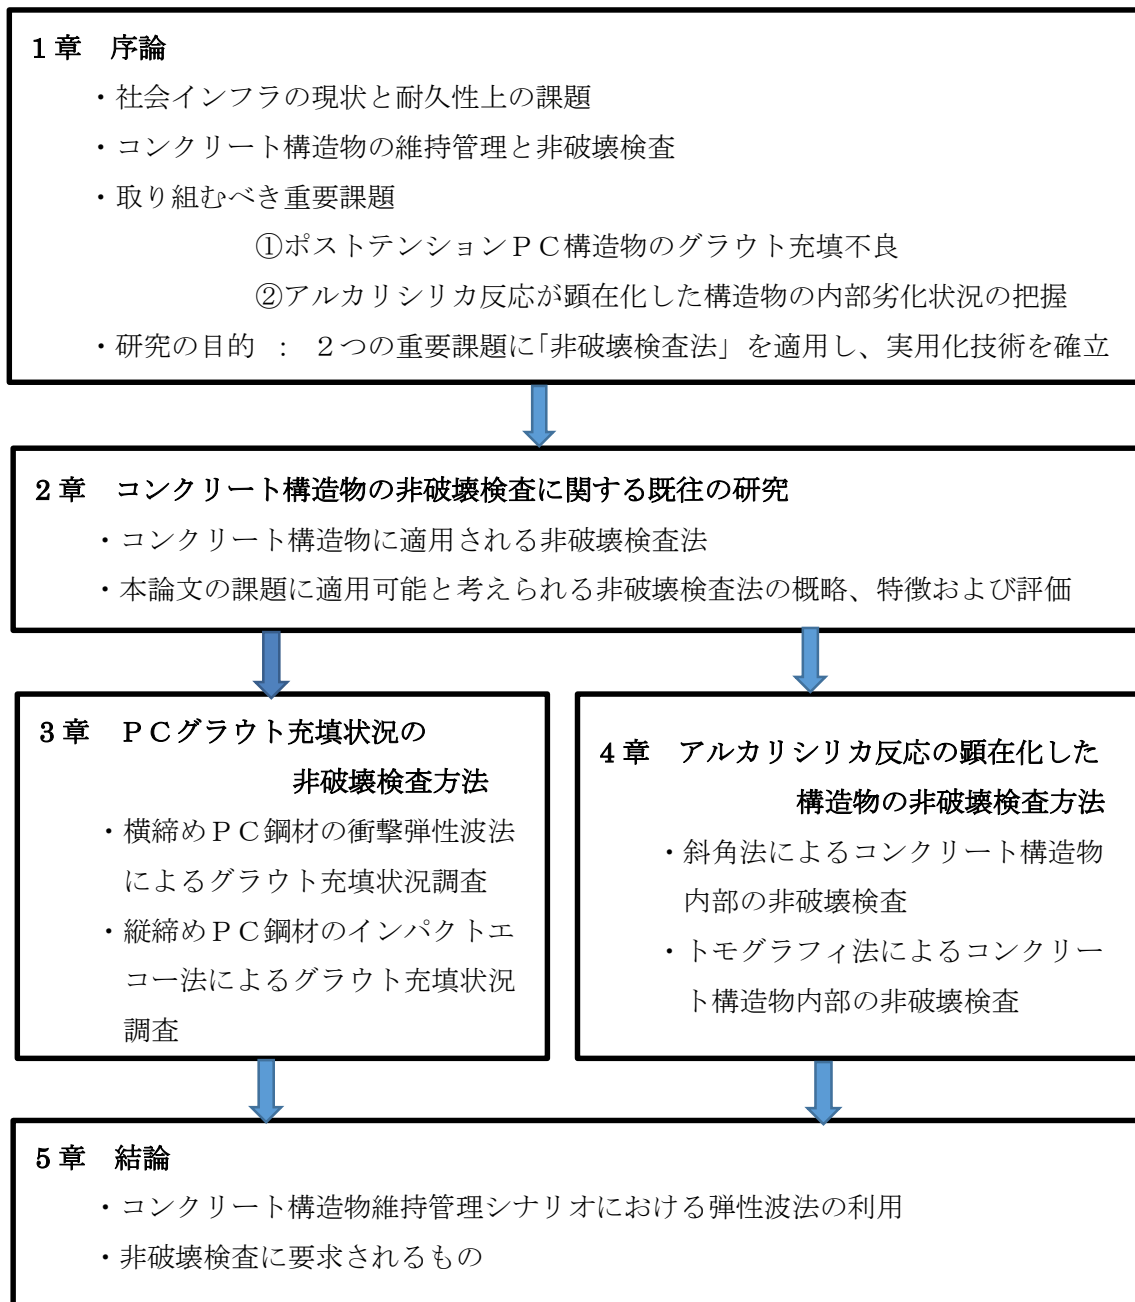 1章　序論
・社会インフラの現状と耐久性上の課題
・コンクリート構造物の維持管理と非破壊検査
・取り組むべき重要課題
①ポストテンションＰＣ構造物のグラウト充填不良
②アルカリシリカ反応が顕在化した構造物の内部劣化状況の把握
・研究の目的　：　２つの重要課題に「非破壊検査法」を適用し、実用化技術を確立
2章　コンクリート構造物の非破壊検査に関する既往の研究
・コンクリート構造物に適用される非破壊検査法
・本論文の課題に適用可能と考えられる非破壊検査法の概略、特徴および評価
3章　ＰＣグラウト充填状況の
非破壊検査方法
・横締めＰＣ鋼材の衝撃弾性波法
によるグラウト充填状況調査
・縦締めＰＣ鋼材のインパクトエ
コー法によるグラウト充填状況
調査
4章　アルカリシリカ反応の顕在化した
構造物の非破壊検査方法
・斜角法によるコンクリート構造物
内部の非破壊検査
・トモグラフィ法によるコンクリー
ト構造物内部の非破壊検査
5章　結論
・コンクリート構造物維持管理シナリオにおける弾性波法の利用
・非破壊検査に要求されるもの